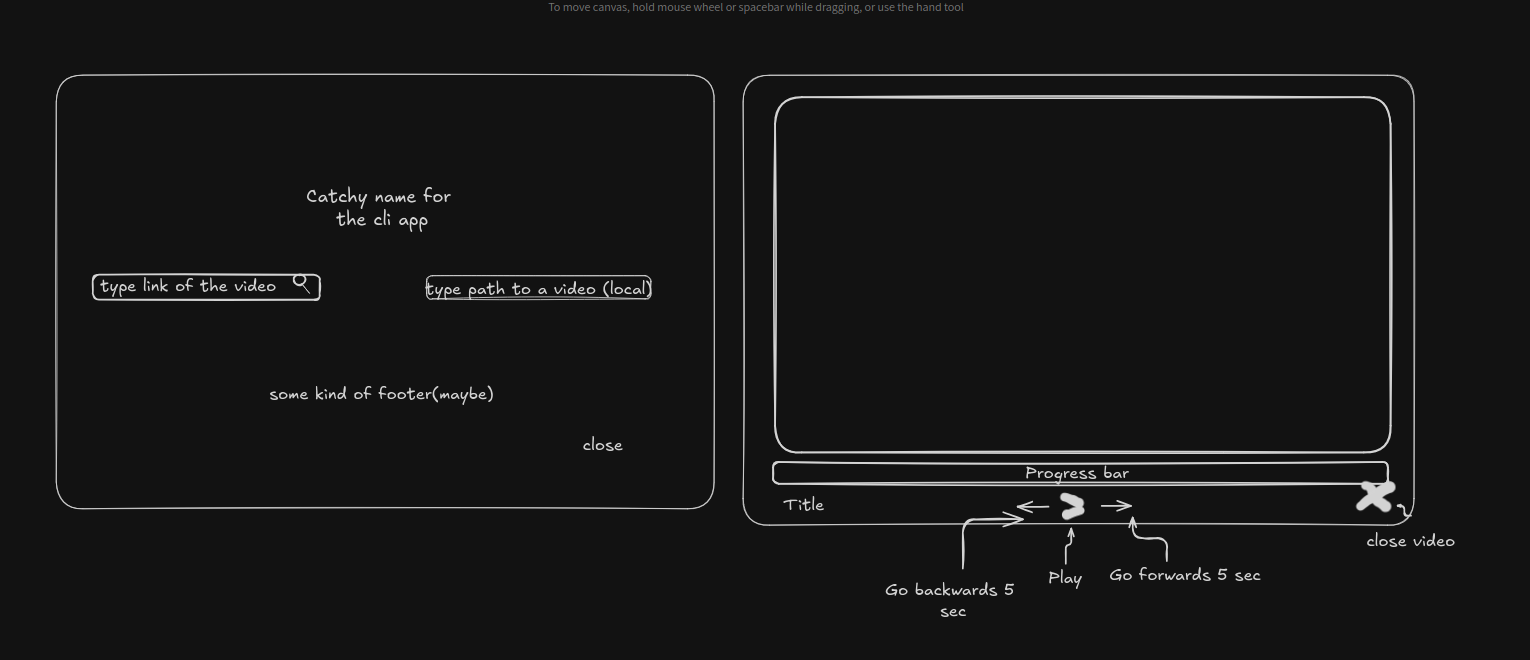 To move canvas, hold mouse wheel or spacebar while dragging, or use the hand tool
Catchy name for
the cli app
type link of the video
type path to a video (local)
some kind of footer(maybe)
close
Progress bar
Title
close video
Go backwards 5
sec
Play
Go forwards 5 sec